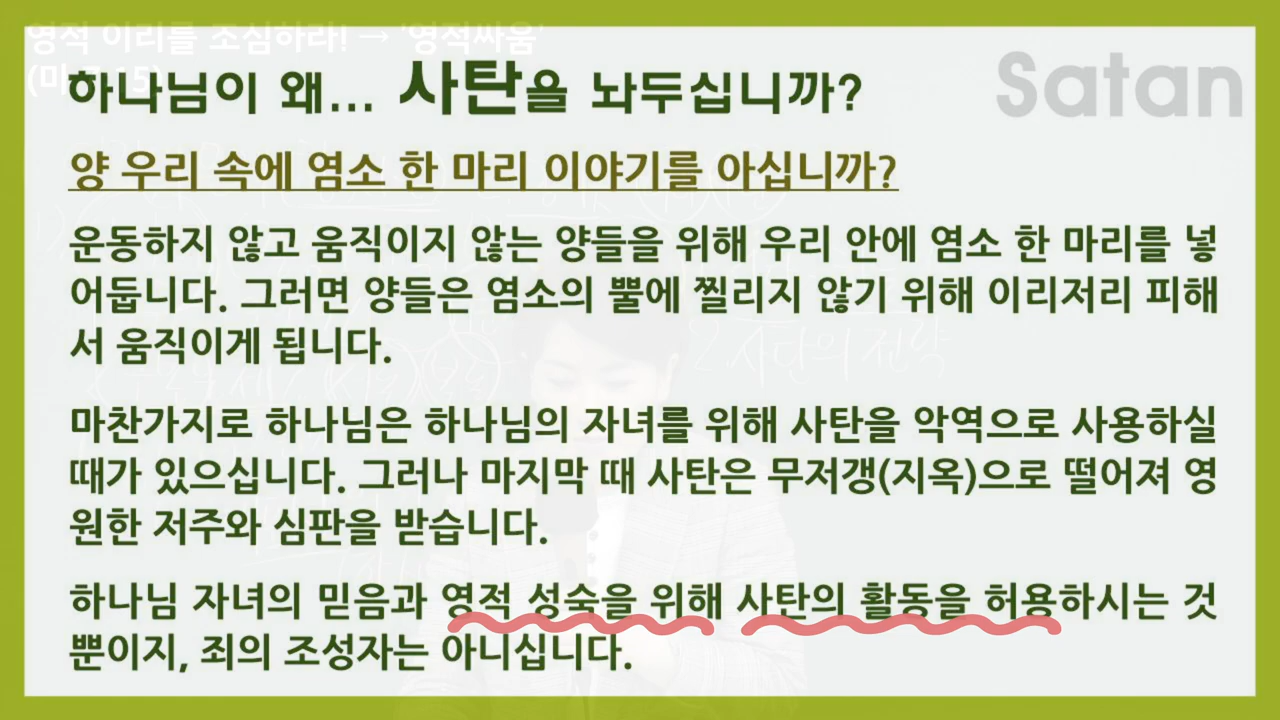 영적 이리를 조심하라! → '영적싸움'
(마 7:15)
Satan
하나님이 왜... 사탄을 놔두십니까?
양 우리 속에 염소 한 마리 이야기를 아십니까?
운동하지 않고 움직이지 않는 양들을 위해 우리 안에 염소 한 마리를 넣
어둡니다. 그러면 양들은 염소의 뿔에 찔리지 않기 위해 이리저리 피해
서 움직이게 됩니다.
마찬가지로 하나님은 하나님의 자녀를 위해 사탄을 악역으로 사용하실
때가 있으십니다. 그러나 마지막 때 사탄은 무저갱(지옥)으로 떨어져 영
원한 저주와 심판을 받습니다.
하나님 자녀의 믿음과 영적 성숙을 위해 사탄의 활동을 허용하시는 것
뿐이지, 죄의 조성자는 아니십니다.
2 사단의 전략